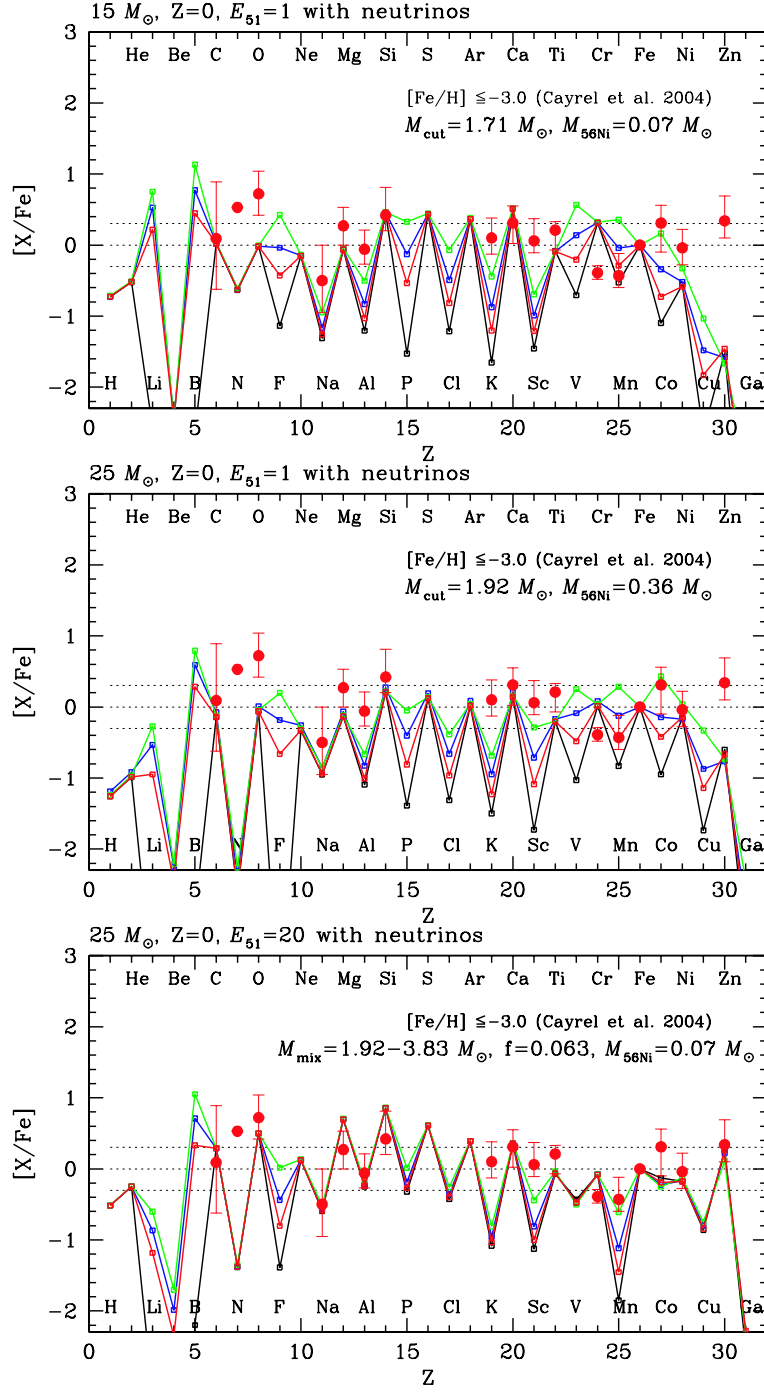 15 M⊙, Z=0, E51=1 with neutrinos
3
He Be C O Ne Mg Si S Ar Ca Ti Cr Fe Ni Zn
[Fe/H] ≦−3.0 (Cayrel et al. 2004)
2
Mcut=1.71 M⊙, M56Ni=0.07 M⊙
1
[X/Fe]
0
−1
−2
H Li B N F Na Al P Cl K Sc V Mn Co Cu Ga
0 5 10 15 20 25 30
Z
25 M⊙, Z=0, E51=1 with neutrinos
3
He Be C O Ne Mg Si S Ar Ca Ti Cr Fe Ni Zn
[Fe/H] ≦−3.0 (Cayrel et al. 2004)
2
Mcut=1.92 M⊙, M56Ni=0.36 M⊙
1
[X/Fe]
0
−1
−2
H Li B N F Na Al P Cl K Sc V Mn Co Cu Ga
0 5 10 15 20 25 30
Z
25 M⊙, Z=0, E51=20 with neutrinos
3
He Be C O Ne Mg Si S Ar Ca Ti Cr Fe Ni Zn
[Fe/H] ≦−3.0 (Cayrel et al. 2004)
2
Mmix=1.92−3.83 M⊙, f=0.063, M56Ni=0.07 M⊙
1
[X/Fe]
0
−1
−2
H Li B N F Na Al P Cl K Sc V Mn Co Cu Ga
0 5 10 15 20 25 30
Z